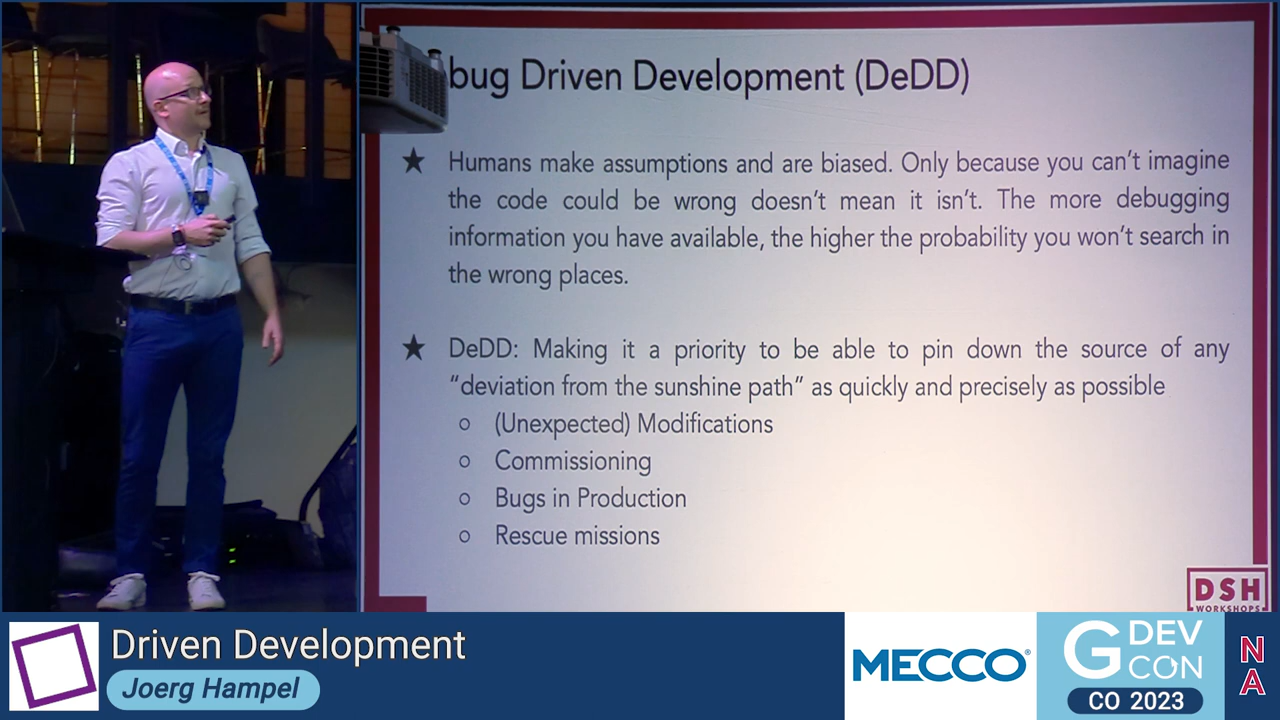 bug Driven Development (DeDD)
★ Humans make assumptions and are biased. Only because you can't imagine
the code could be wrong doesn't mean it isn't. The more debugging
information you have available, the higher the probability you won't search in
the wrong places.
★ DeDD: Making it a priority to be able to pin down the source of any
“deviation from the sunshine path” as quickly and precisely as possible
○ (Unexpected) Modifications
○ Commissioning
○ Bugs in Production
○ Rescue missions
DSH
WORKSHOPS
Driven Development
Joerg Hampel
MECCO®
G DEV
CON
CO 2023
NA